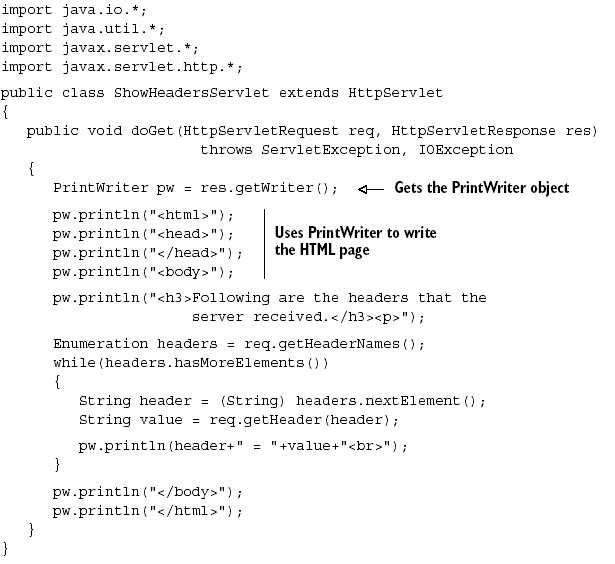 import java.io.*;
import java.util.*;
import javax.servlet.*;
import javax.servlet.http.*;
public class ShowHeadersServlet extends HttpServlet
{
   public void doGet(HttpServletRequest req, HttpServletResponse res)
                       throws ServletException, IOException
   {
      PrintWriter pw = res.getWriter();   Gets the PrintWriter object
      pw.println("<html>");
      pw.println("<head>");   Uses PrintWriter to write
      pw.println("</head>");   the HTML page
      pw.println("<body>");
      pw.println("<h3>Following are the headers that the
                      server received.</h3><p>");
      Enumeration headers = req.getHeaderNames();
      while(headers.hasMoreElements())
      {
         String header = (String) headers.nextElement();
         String value = req.getHeader(header);
         pw.println(header+" = "+value+"<br>");
      }
      pw.println("</body>");
      pw.println("</html>");
   }
}